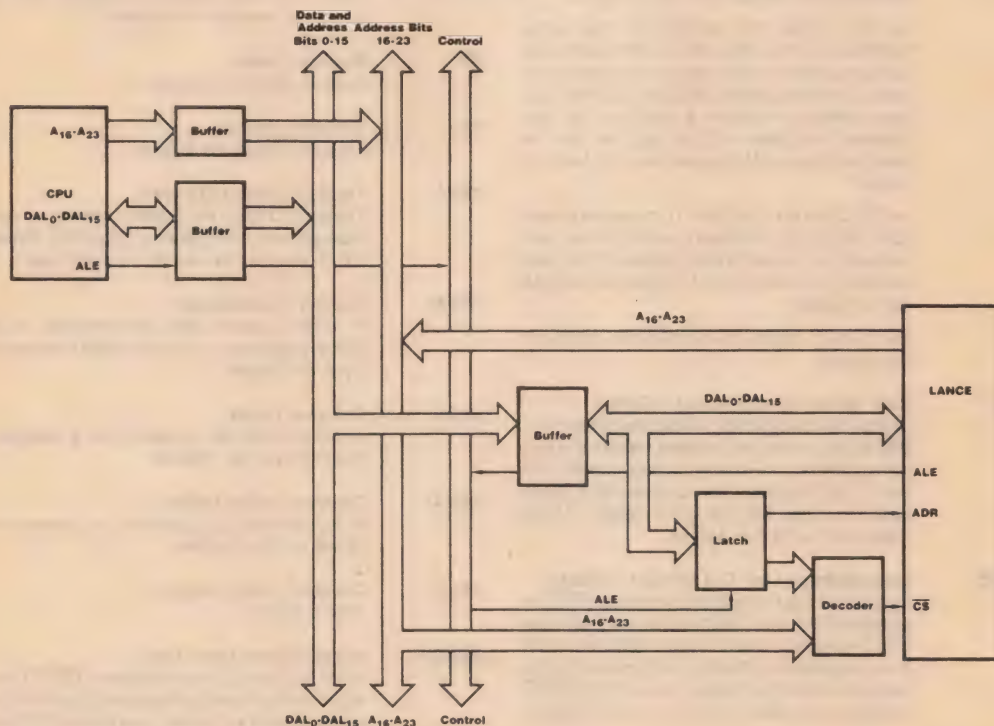 Data and
Address Address Bits
Bits 0-15 16-23 Control
A16-A23
Buffer
CPU
DAL0-DAL15
Buffer
ALE
A16-A23
LANCE
DAL0-DAL15
Buffer
ALE
ADR
Latch
ALE
Decoder
CS
A16-A23
DAL0-DAL15 A16-A23 Control